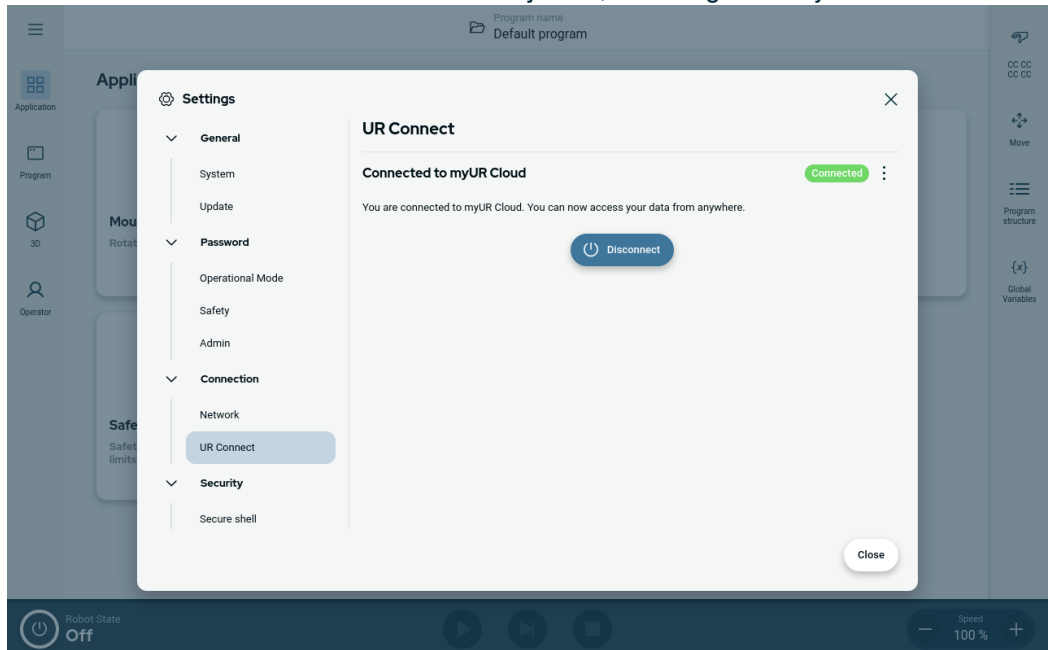 Program name
Default program
CC CC
CC CC
Application
Appli
Settings
General
System
Update
Password
Operational Mode
Safety
Admin
Connection
Network
UR Connect
Security
Secure shell
UR Connect
Connected to myUR Cloud
Connected
You are connected to myUR Cloud. You can now access your data from anywhere.
Disconnect
Close
Program
3D
Operator
Mou
Rotat
Safe
Safet
limits
Move
Program
structure
{x}
Global
Variables
Robot State
Off
Speed
100 %